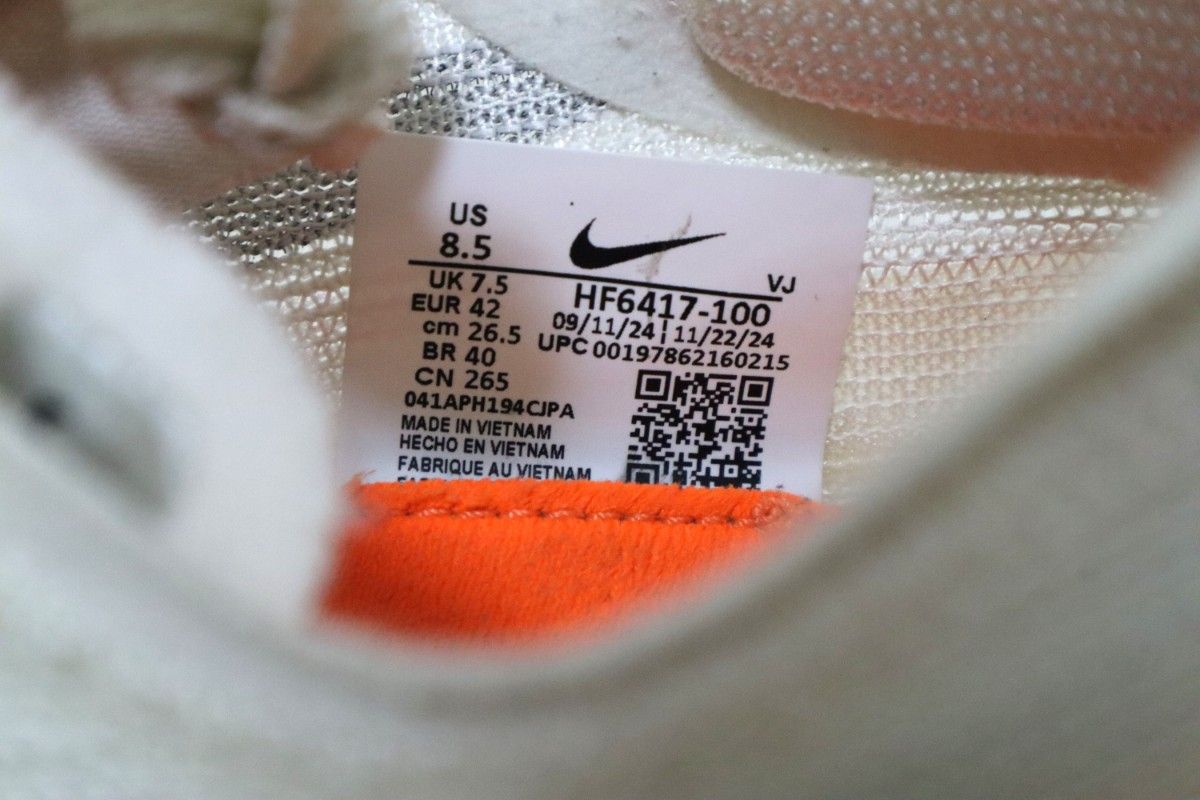 US
8.5
VJ
UK 7.5
EUR 42
cm 26.5
BR 40
CN 265
HF6417-100
09/11/24 | 11/22/24
UPC 00197862160215
041APH194CJPA
MADE IN VIETNAM
HECHO EN VIETNAM
FABRIQUE AU VIETNAM